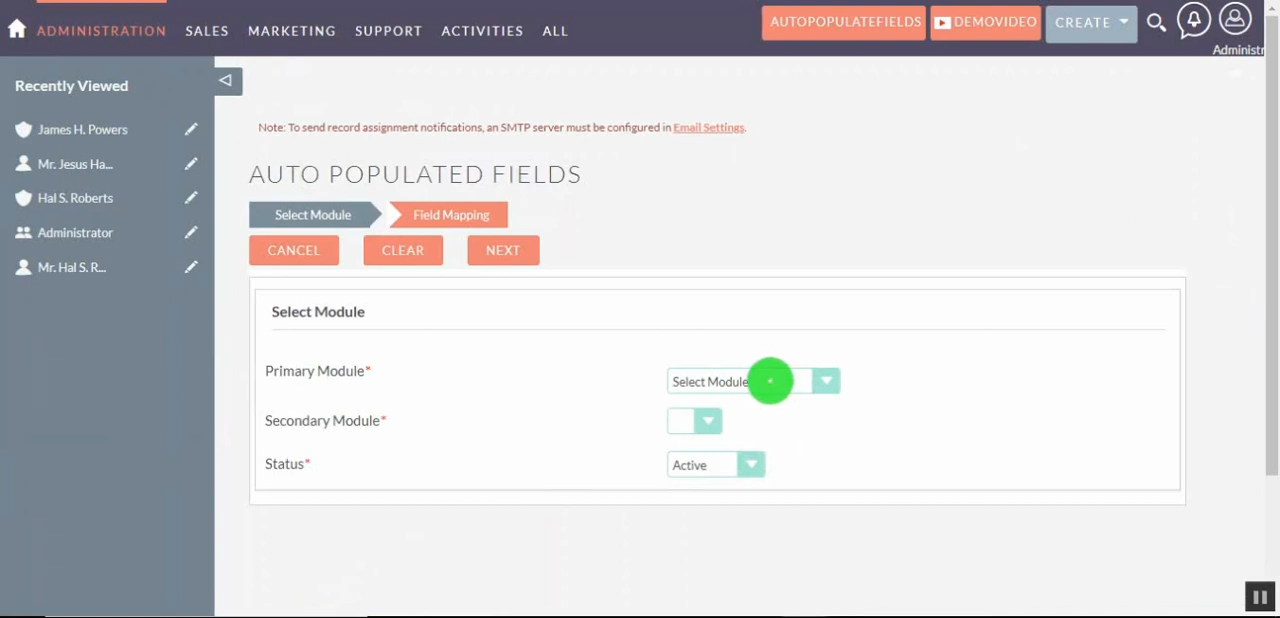 ADMINISTRATION SALES MARKETING SUPPORT ACTIVITIES ALL AUTOPOPULATEFIELDS DEMOVIDEO CREATE
Administr
Recently Viewed
James H. Powers
Mr. Jesus Ha...
Hal S. Roberts
Administrator
Mr. Hal S. R...
Note: To send record assignment notifications, an SMTP server must be configured in Email Settings.
AUTO POPULATED FIELDS
Select Module Field Mapping
CANCEL CLEAR NEXT
Select Module
Primary Module* Select Module
Secondary Module*
Status* Active